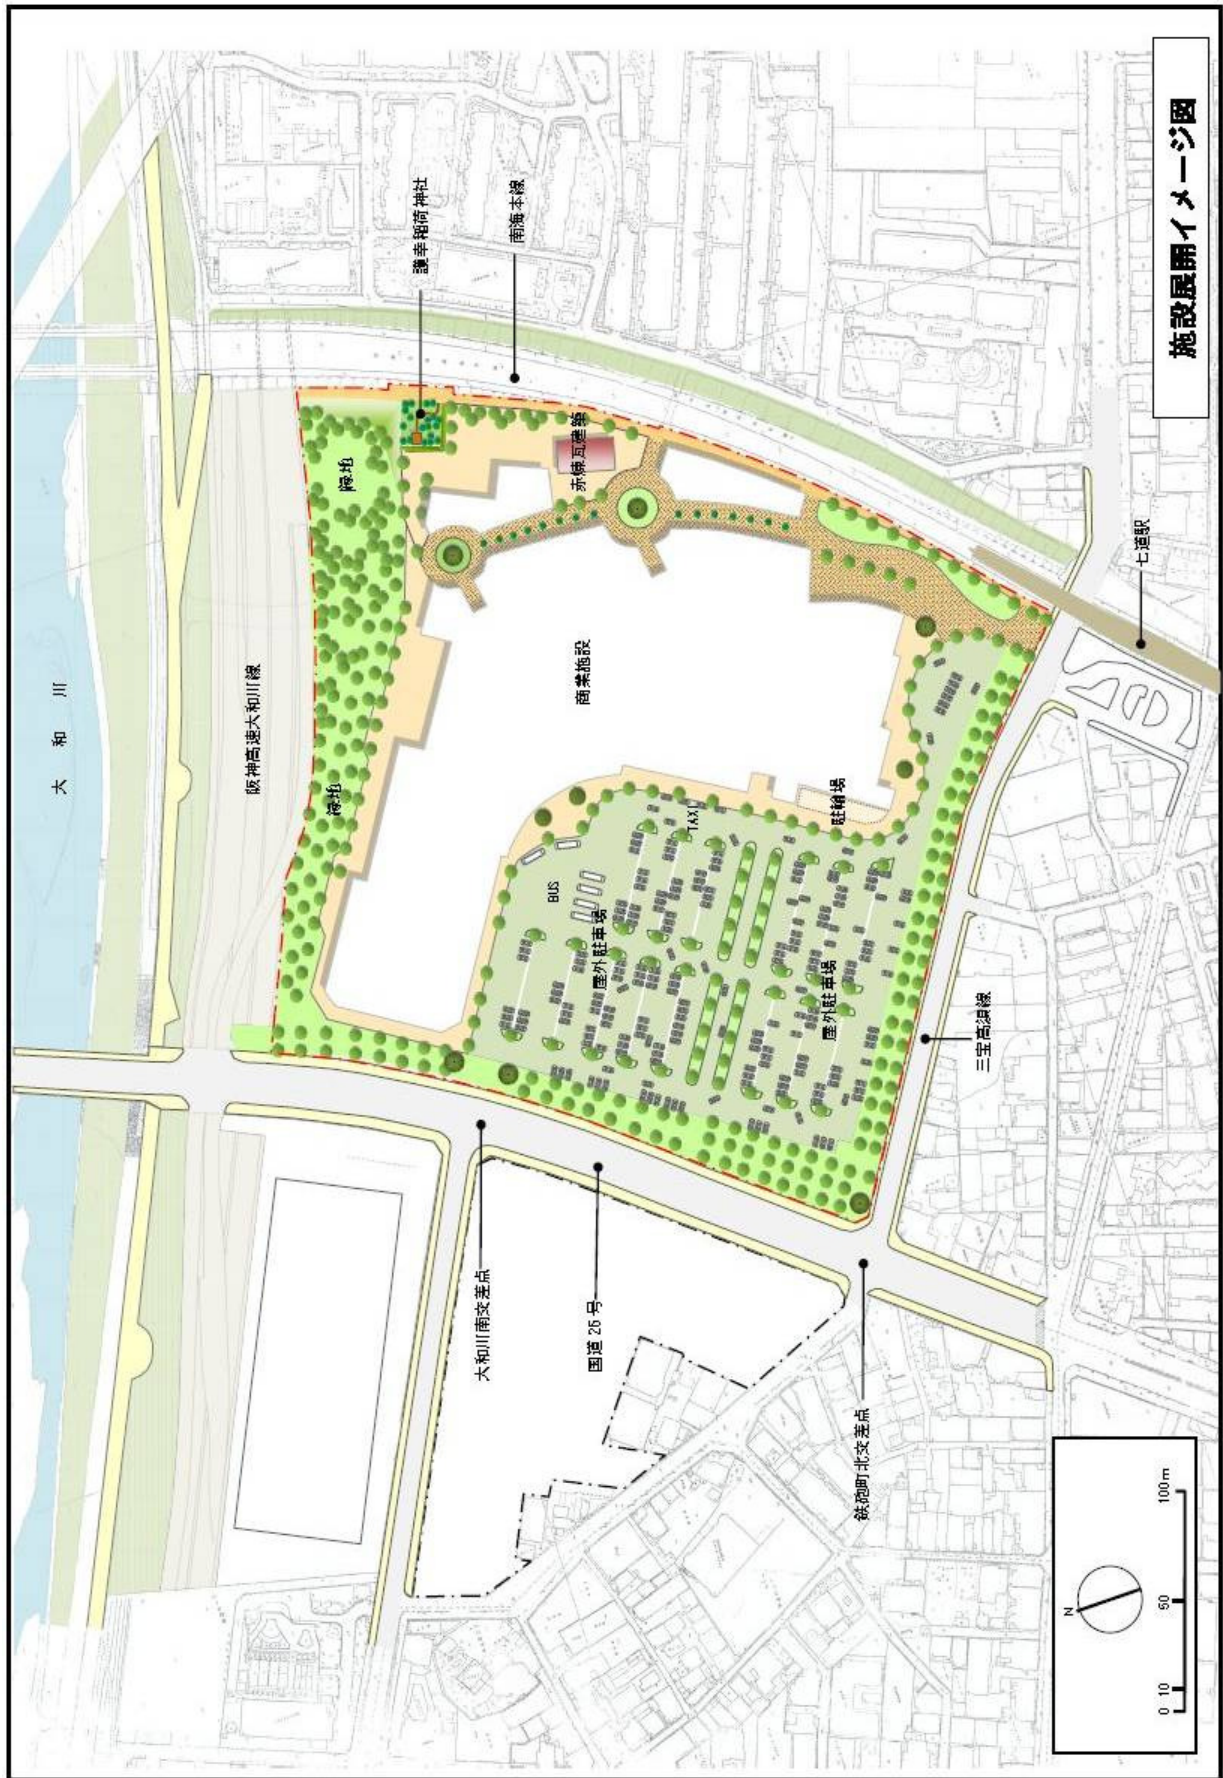 施設展開イメージ図
大和川
阪神高速大和川線
緑地
緑地
護幸稲荷神社
南海本線
赤煉瓦建築
商業施設
BUS
TAXI
屋外駐車場
屋外駐車場
駐輪場
七道駅
三宝高浜線
大和川南交差点
国道26号
鉄砲町北交差点
N
0 10 50 100m